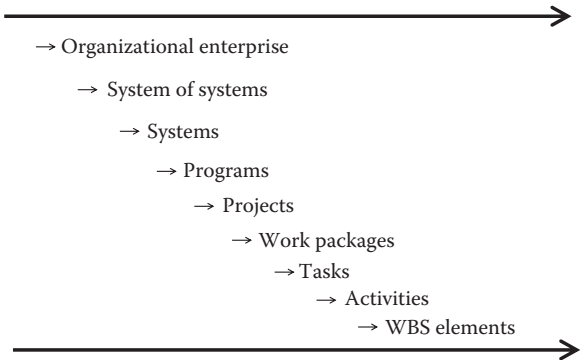 → Organizational enterprise
→ System of systems
→ Systems
→ Programs
→ Projects
→ Work packages
→ Tasks
→ Activities
→ WBS elements